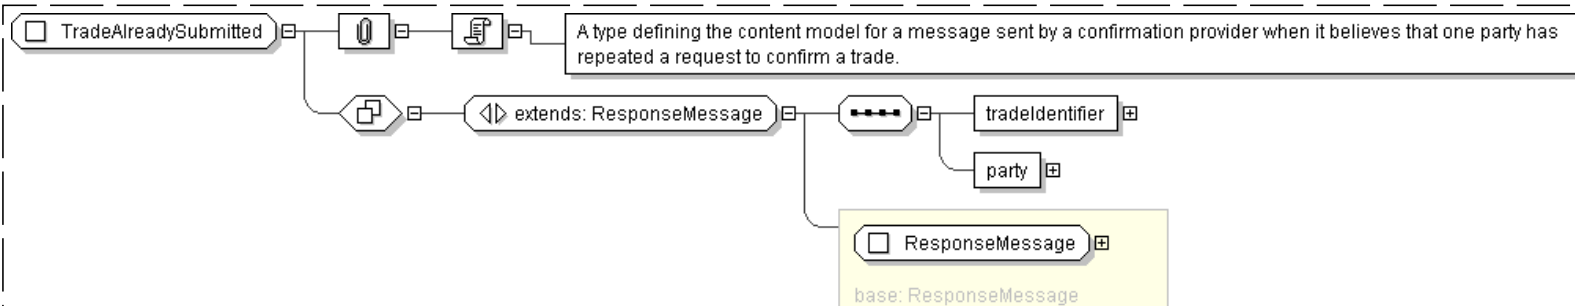 TradeAlreadySubmitted
A type defining the content model for a message sent by a confirmation provider when it believes that one party has
repeated a request to confirm a trade.
extends: ResponseMessage
tradeIdentifier
party
ResponseMessage
base: ResponseMessage